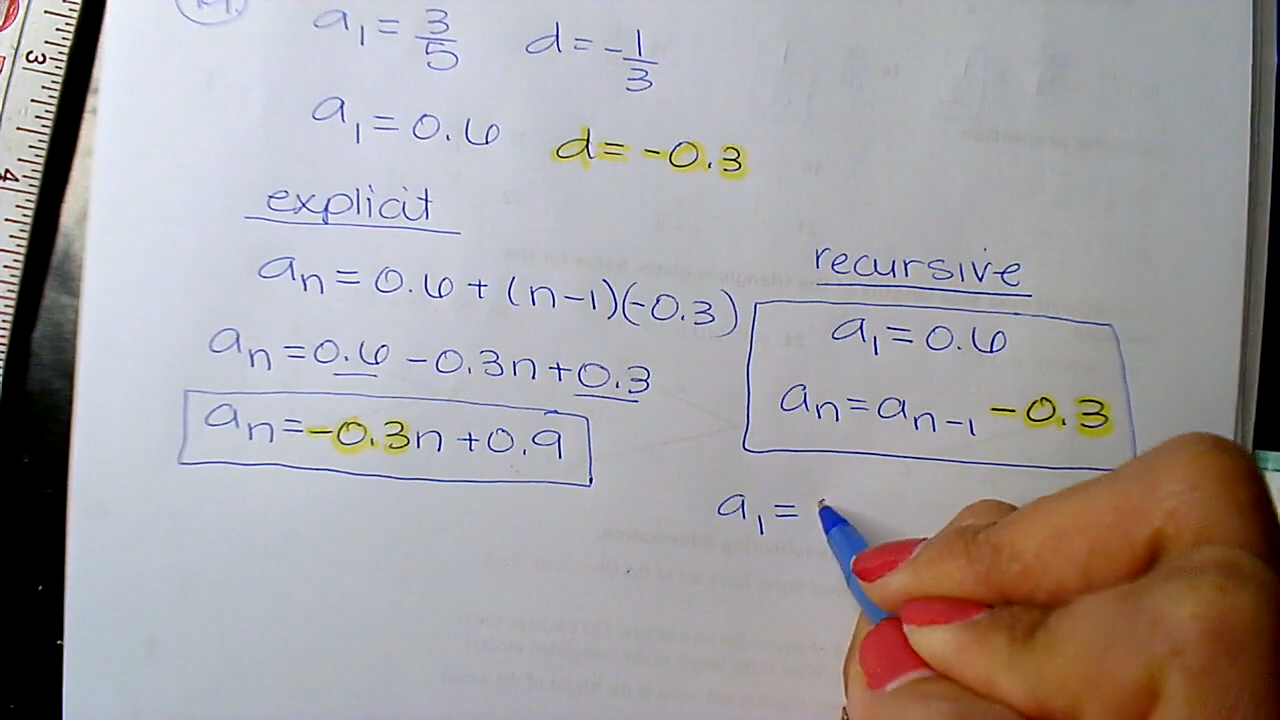 a₁ = 3/5 d = -1/3
a₁ = 0.6 d = -0.3
explicit
aₙ = 0.6 + (n-1)(-0.3)
aₙ = 0.6 - 0.3n + 0.3
aₙ = -0.3n + 0.9
recursive
a₁ = 0.6
aₙ = aₙ₋₁ - 0.3
a₁ =
3
4